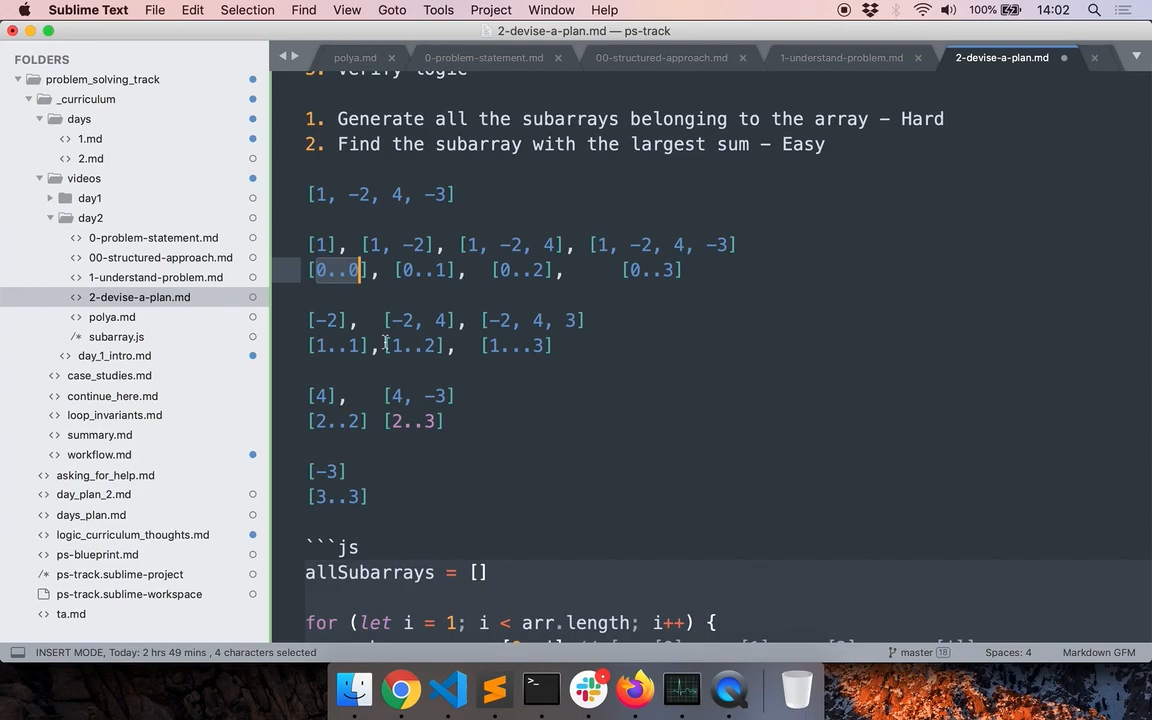 Sublime Text File Edit Selection Find View Goto Tools Project Window Help 100% 14:02
2-devise-a-plan.md — ps-track
FOLDERS
problem_solving_track
_curriculum
days
1.md
2.md
videos
day1
day2
0-problem-statement.md
00-structured-approach.md
1-understand-problem.md
2-devise-a-plan.md
polya.md
subarray.js
day_1_intro.md
case_studies.md
continue_here.md
loop_invariants.md
summary.md
workflow.md
asking_for_help.md
day_plan_2.md
days_plan.md
logic_curriculum_thoughts.md
ps-blueprint.md
ps-track.sublime-project
ps-track.sublime-workspace
ta.md
polya.md 0-problem-statement.md 00-structured-approach.md 1-understand-problem.md 2-devise-a-plan.md
3. Verify logic
1. Generate all the subarrays belonging to the array – Hard
2. Find the subarray with the largest sum – Easy
[1, -2, 4, -3]
[1], [1, -2], [1, -2, 4], [1, -2, 4, -3]
[0..0], [0..1], [0..2], [0..3]
[-2], [-2, 4], [-2, 4, 3]
[1..1], [1..2], [1...3]
[4], [4, -3]
[2..2] [2..3]
[-3]
[3..3]
```js
allSubarrays = []
for (let i = 1; i < arr.length; i++) {
INSERT MODE, Today: 2 hrs 49 mins , 4 characters selected master 18 Spaces: 4 Markdown GFM